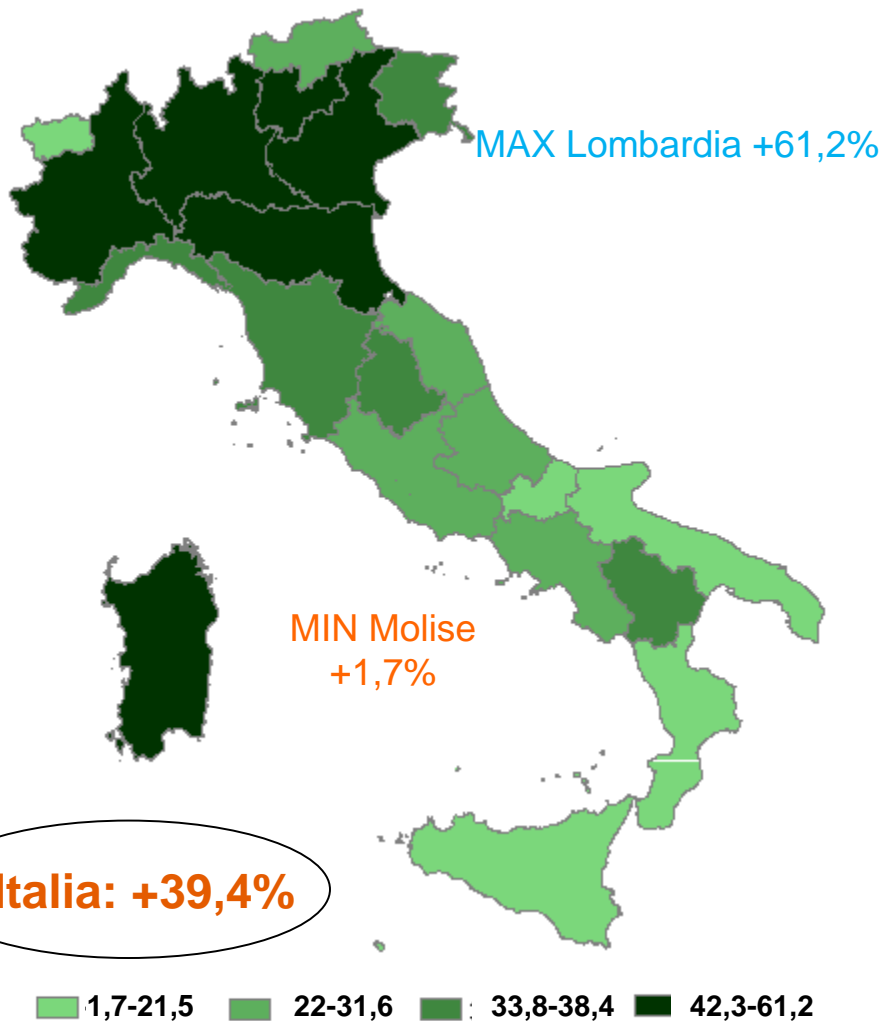 MAX Lombardia +61,2%
MIN Molise
+1,7%
Italia: +39,4%
1,7-21,5
22-31,6
: 33,8-38,4
42,3-61,2